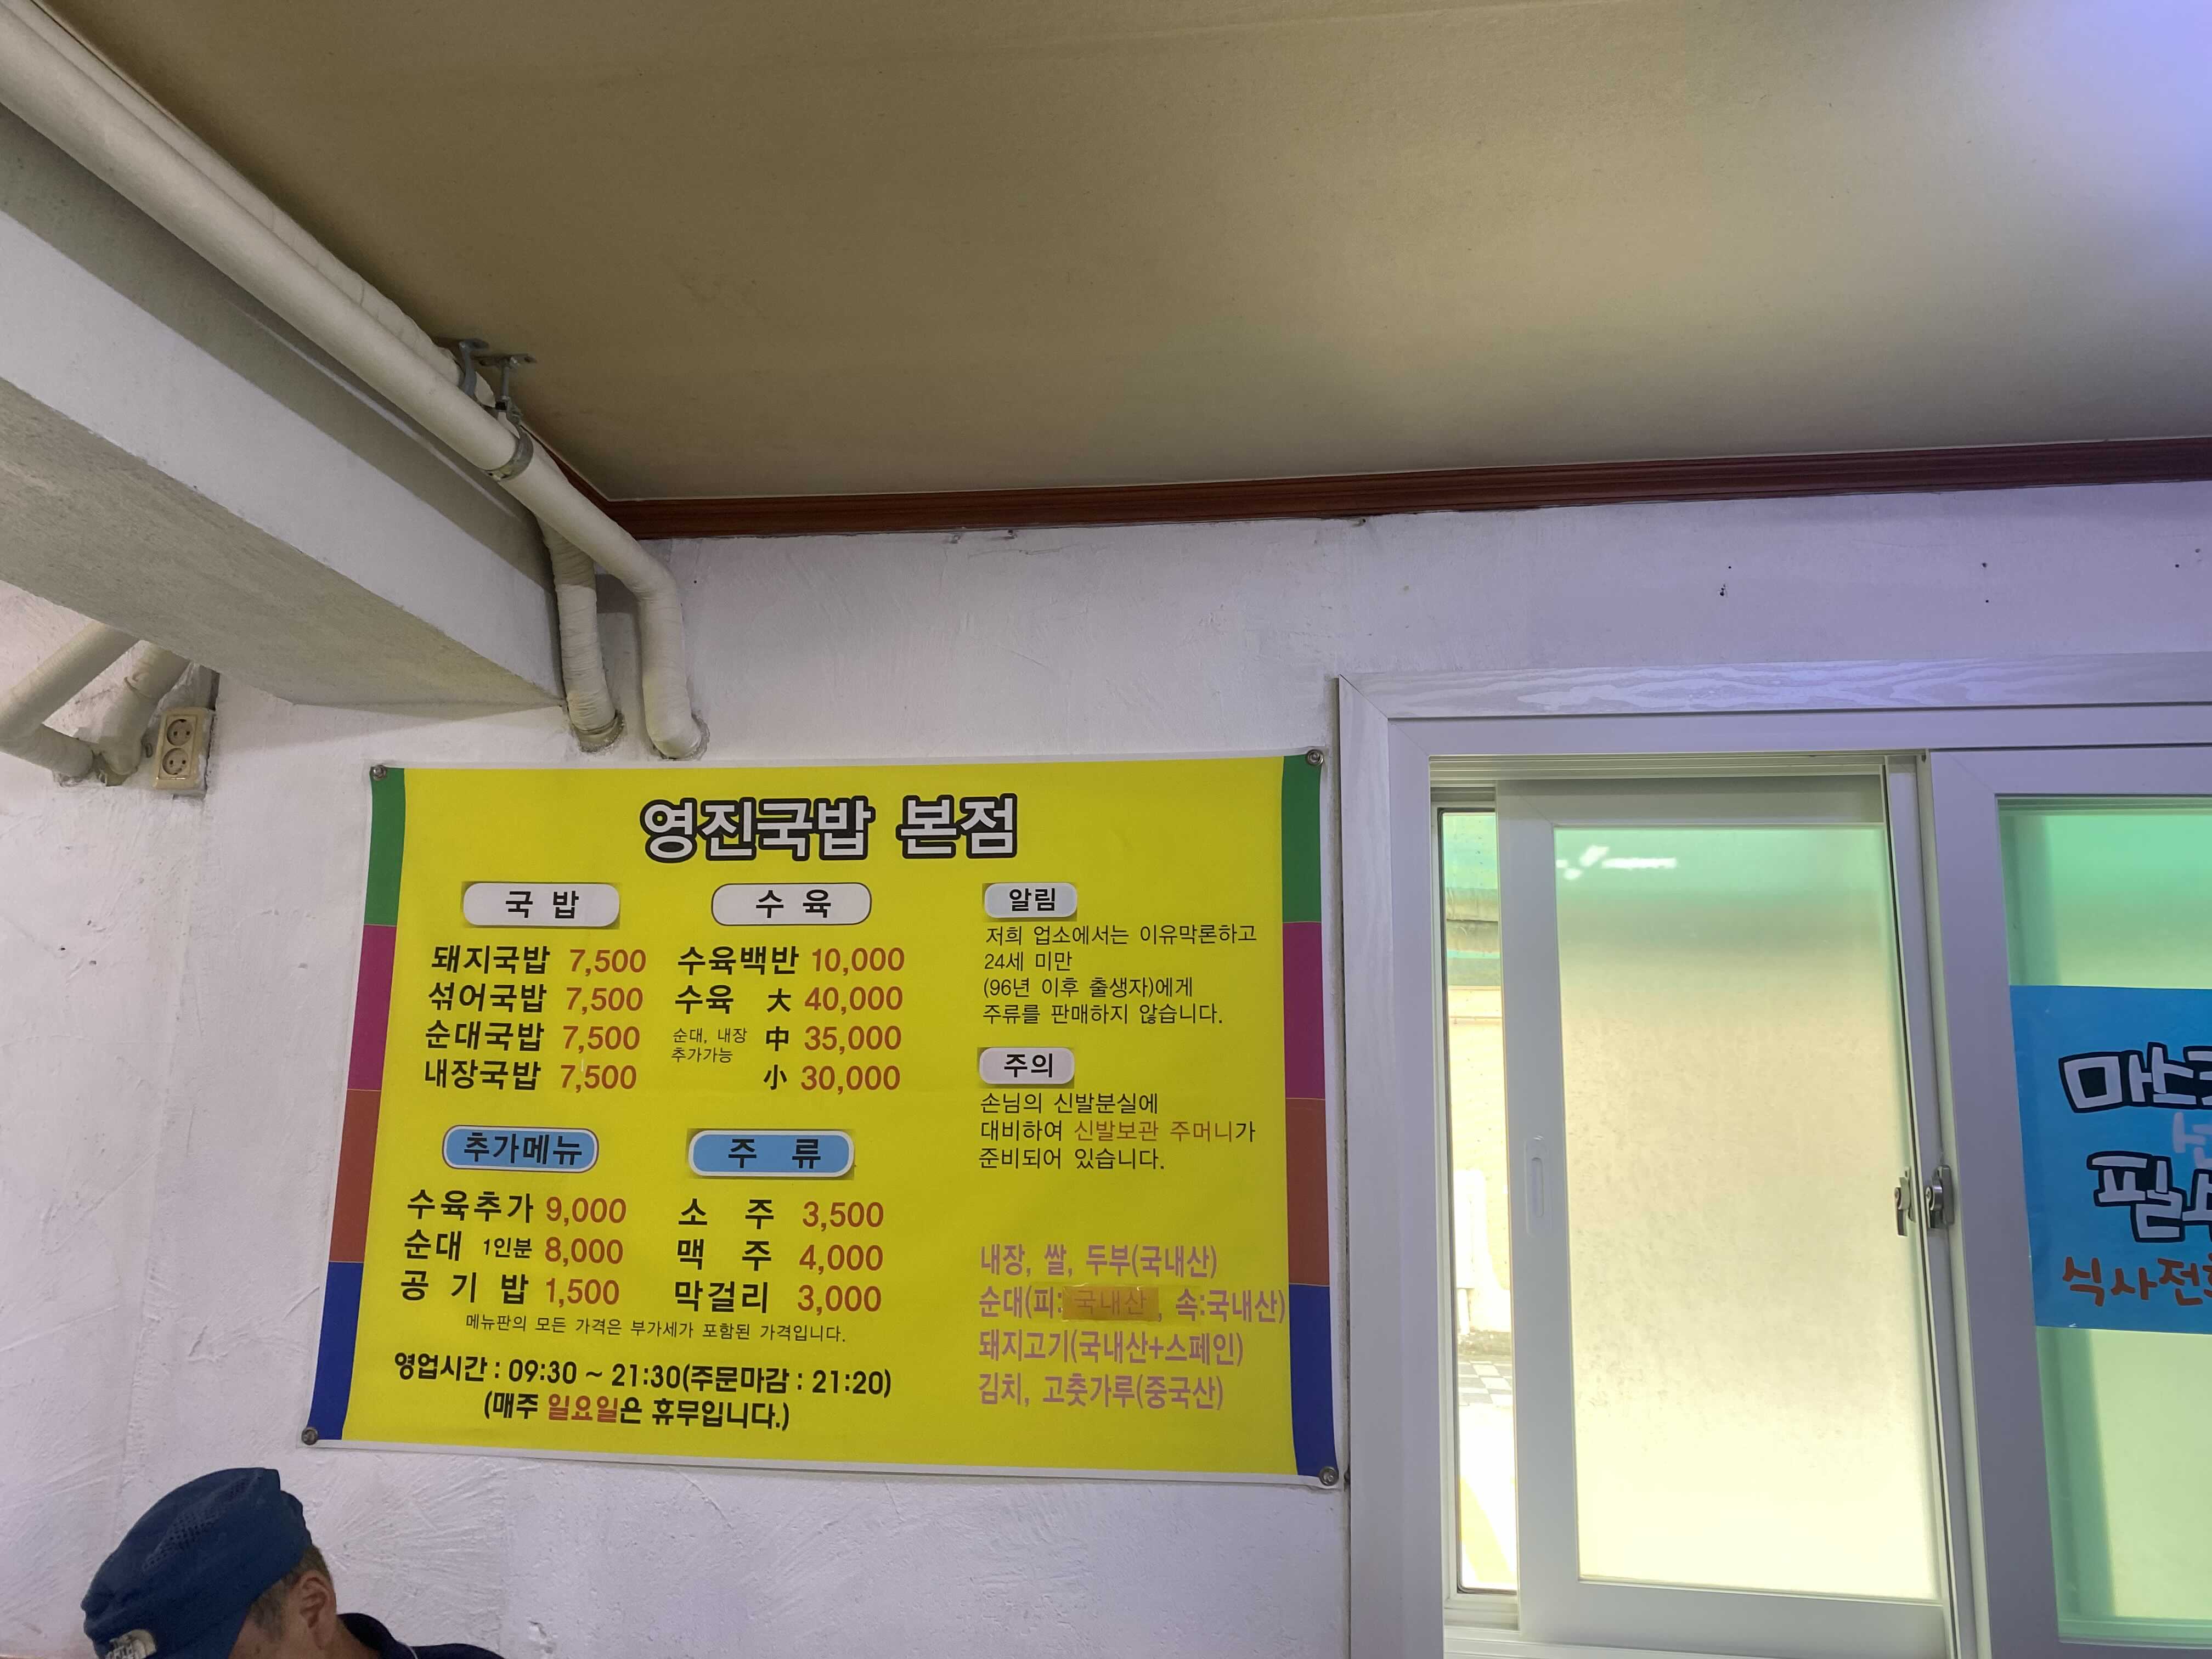 영진국밥 본점
국 밥
돼지국밥 7,500
섞어국밥 7,500
순대국밥 7,500
내장국밥 7,500
수 육
수육백반 10,000
수육 大 40,000
순대, 내장
추가가능
中 35,000
小 30,000
추가메뉴
수육추가 9,000
순대 1인분 8,000
공 기 밥 1,500
주 류
소 주 3,500
맥 주 4,000
막걸리 3,000
메뉴판의 모든 가격은 부가세가 포함된 가격입니다.
영업시간 : 09:30 ~ 21:30(주문마감 : 21:20)
(매주 일요일은 휴무입니다.)
알림
저희 업소에서는 이유막론하고
24세 미만
(96년 이후 출생자)에게
주류를 판매하지 않습니다.
주의
손님의 신발분실에
대비하여 신발보관 주머니가
준비되어 있습니다.
내장, 쌀, 두부(국내산)
순대(피:국내산, 속:국내산)
돼지고기(국내산+스페인)
김치, 고춧가루(중국산)
식사전